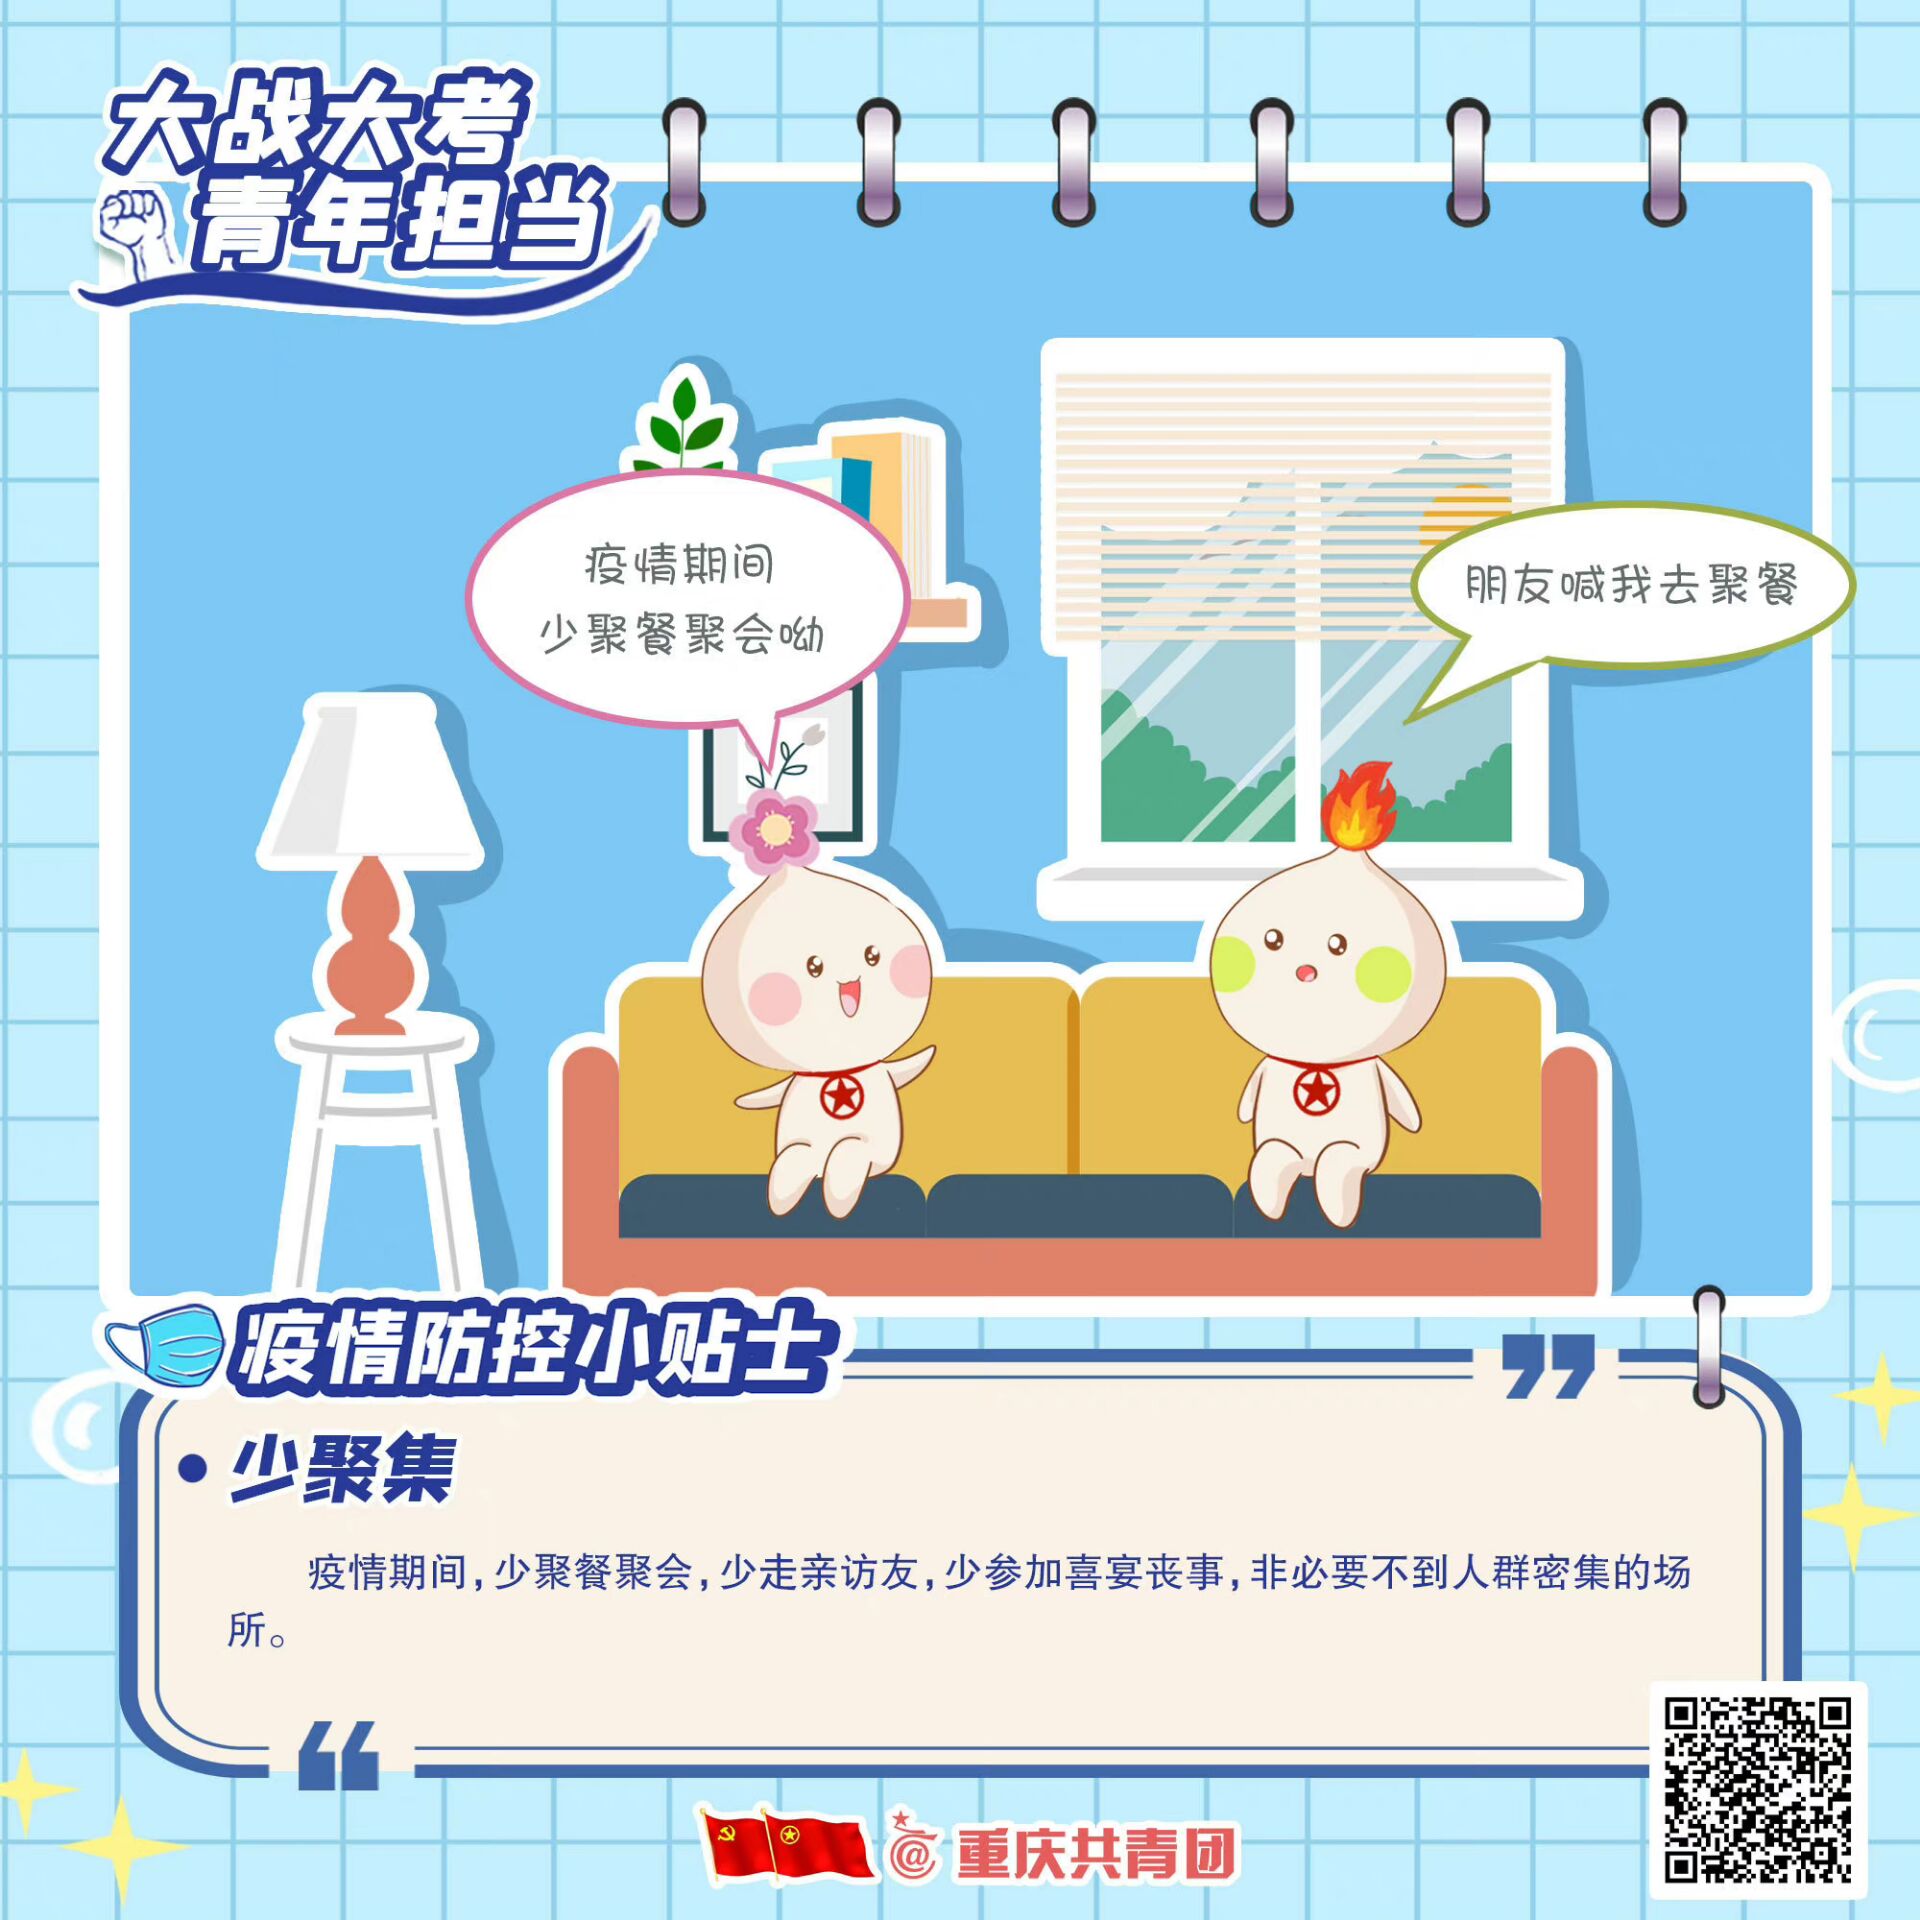 大战大考
青年担当
疫情期间
少聚餐聚会呦
朋友喊我去聚餐
疫情防控小贴士
少聚集
疫情期间,少聚餐聚会,少走亲访友,少参加喜宴丧事,非必要不到人群密集的场
所。
@重庆共青团